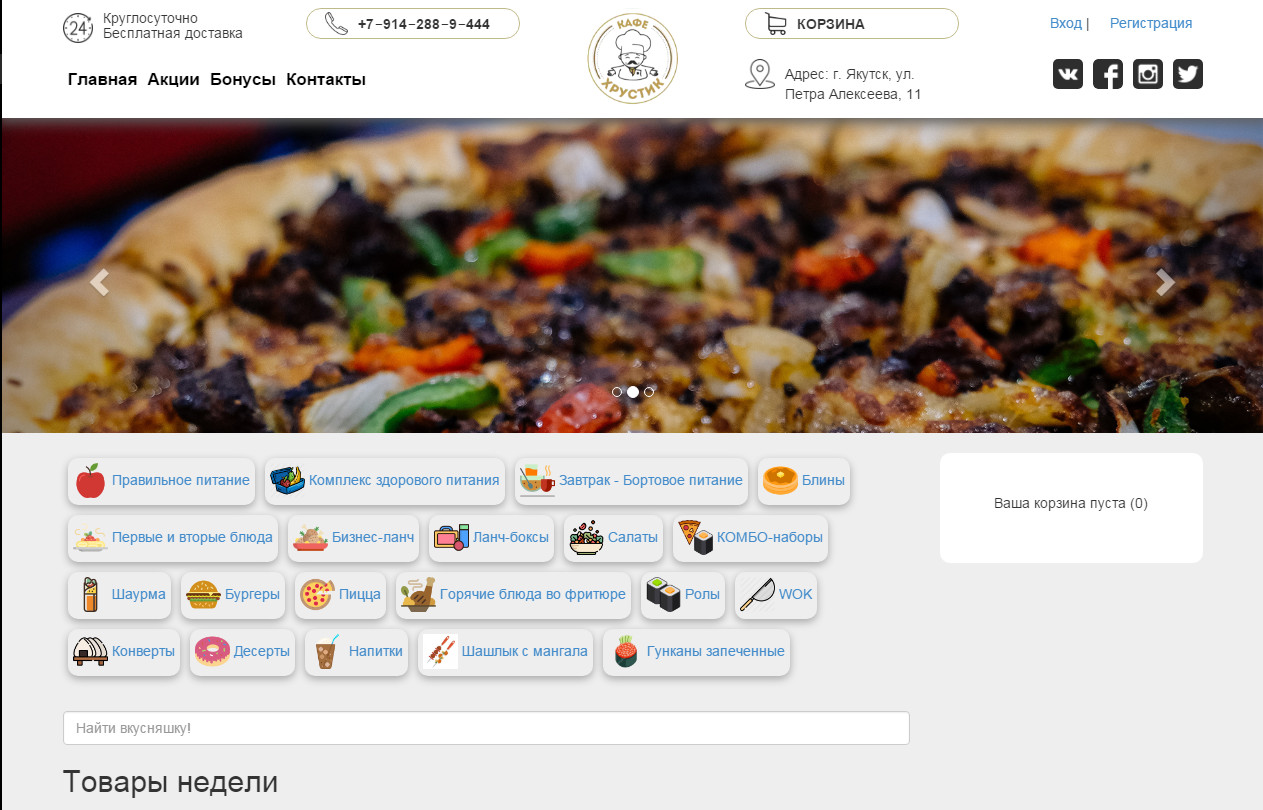 24
Круглосуточно
Бесплатная доставка
+7-914-288-9-444
КАФЕ
ХРУСТИК
КОРЗИНА
Вход |
Регистрация
Главная
Акции
Бонусы
Контакты
Адрес: г. Якутск, ул.
Петра Алексеева, 11
Правильное питание
Комплекс здорового питания
Завтрак - Бортовое питание
Блины
Первые и вторые блюда
Бизнес-ланч
Ланч-боксы
Салаты
КОМБО-наборы
Шаурма
Бургеры
Пицца
Горячие блюда во фритюре
Ролы
WOK
Конверты
Десерты
Напитки
Шашлык с мангала
Гунканы запеченные
Ваша корзина пуста (0)
Найти вкусняшку!
Товары недели